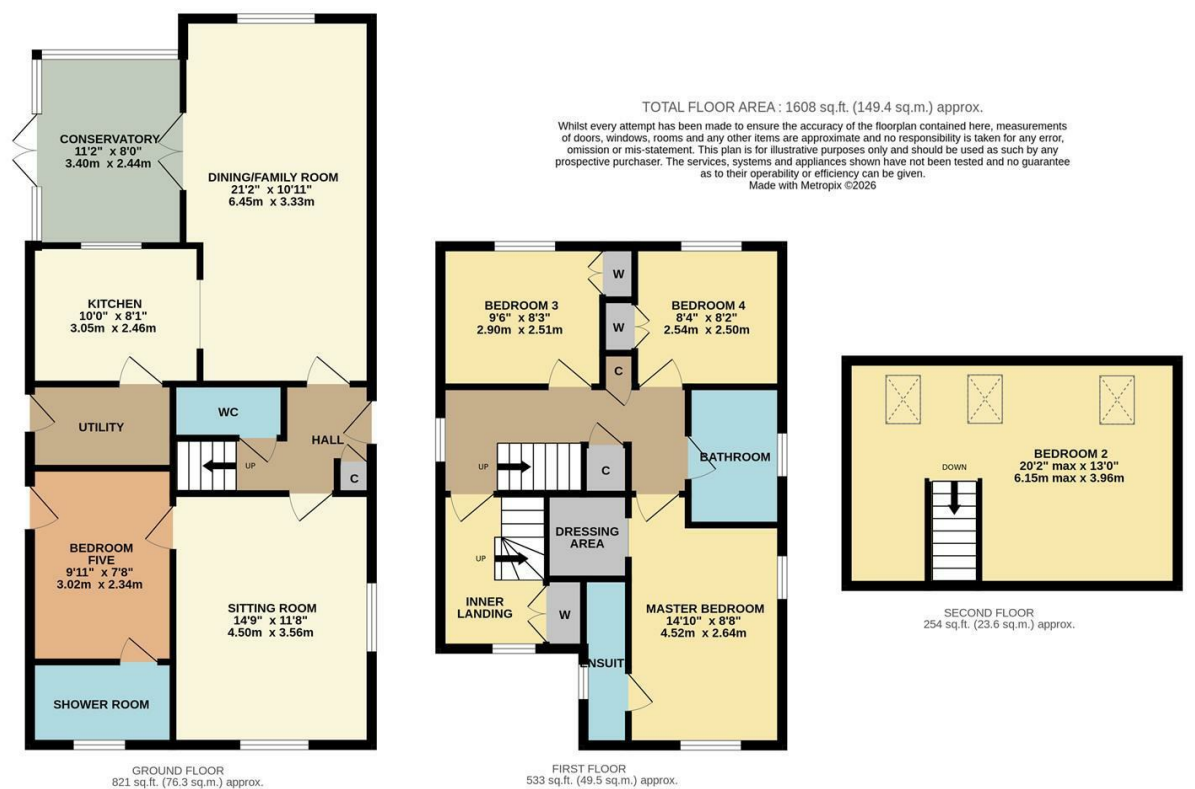 TOTAL FLOOR AREA : 1608 sq.ft. (149.4 sq.m.) approx.
Whilst every attempt has been made to ensure the accuracy of the floorplan contained here, measurements
of doors, windows, rooms and any other items are approximate and no responsibility is taken for any error,
omission or mis-statement. This plan is for illustrative purposes only and should be used as such by any
prospective purchaser. The services, systems and appliances shown have not been tested and no guarantee
as to their operability or efficiency can be given.
Made with Metropix ©2026
CONSERVATORY
11'2" x 8'0"
3.40m x 2.44m
DINING/FAMILY ROOM
21'2" x 10'11"
6.45m x 3.33m
KITCHEN
10'0" x 8'1"
3.05m x 2.46m
UTILITY
WC
HALL
UP
C
BEDROOM
FIVE
9'11" x 7'8"
3.02m x 2.34m
SITTING ROOM
14'9" x 11'8"
4.50m x 3.56m
SHOWER ROOM
GROUND FLOOR
821 sq.ft. (76.3 sq.m.) approx.
BEDROOM 3
9'6" x 8'3"
2.90m x 2.51m
W
W
BEDROOM 4
8'4" x 8'2"
2.54m x 2.50m
C
UP
C
BATHROOM
DRESSING
AREA
UP
INNER
LANDING
W
MASTER BEDROOM
14'10" x 8'8"
4.52m x 2.64m
ENSUIT
FIRST FLOOR
533 sq.ft. (49.5 sq.m.) approx.
BEDROOM 2
20'2" max x 13'0"
6.15m max x 3.96m
DOWN
SECOND FLOOR
254 sq.ft. (23.6 sq.m.) approx.